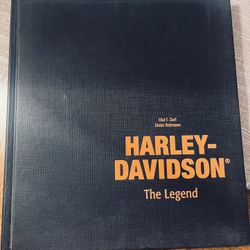 Oluf F. Zierl
Dieter Rebmann
HARLEY-
DAVIDSON®
The Legend